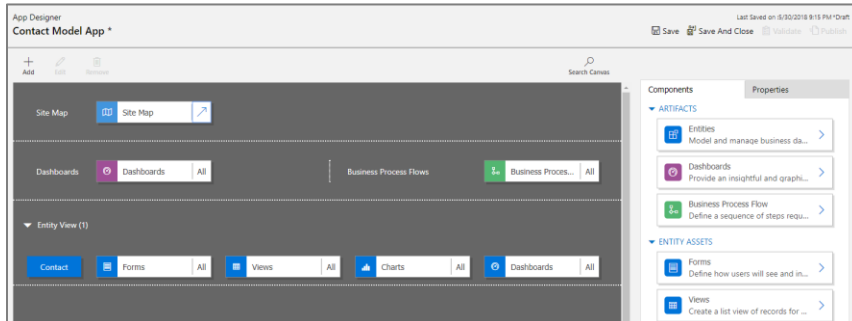 App Designer
Contact Model App *
Last Saved on :5/30/2018 9:15 PM *Draft
Save
Save And Close
Validate
Publish
Add
Edit
Remove
Search Canvas
Site Map
Site Map
Dashboards
Dashboards
All
Business Process Flows
Business Proces...
All
Entity View (1)
Contact
Forms
All
Views
All
Charts
All
Dashboards
All
Components
Properties
ARTIFACTS
Entities
Model and manage business da...
Dashboards
Provide an insightful and graphi...
Business Process Flow
Define a sequence of steps requ...
ENTITY ASSETS
Forms
Define how users will see and in...
Views
Create a list view of records for ...